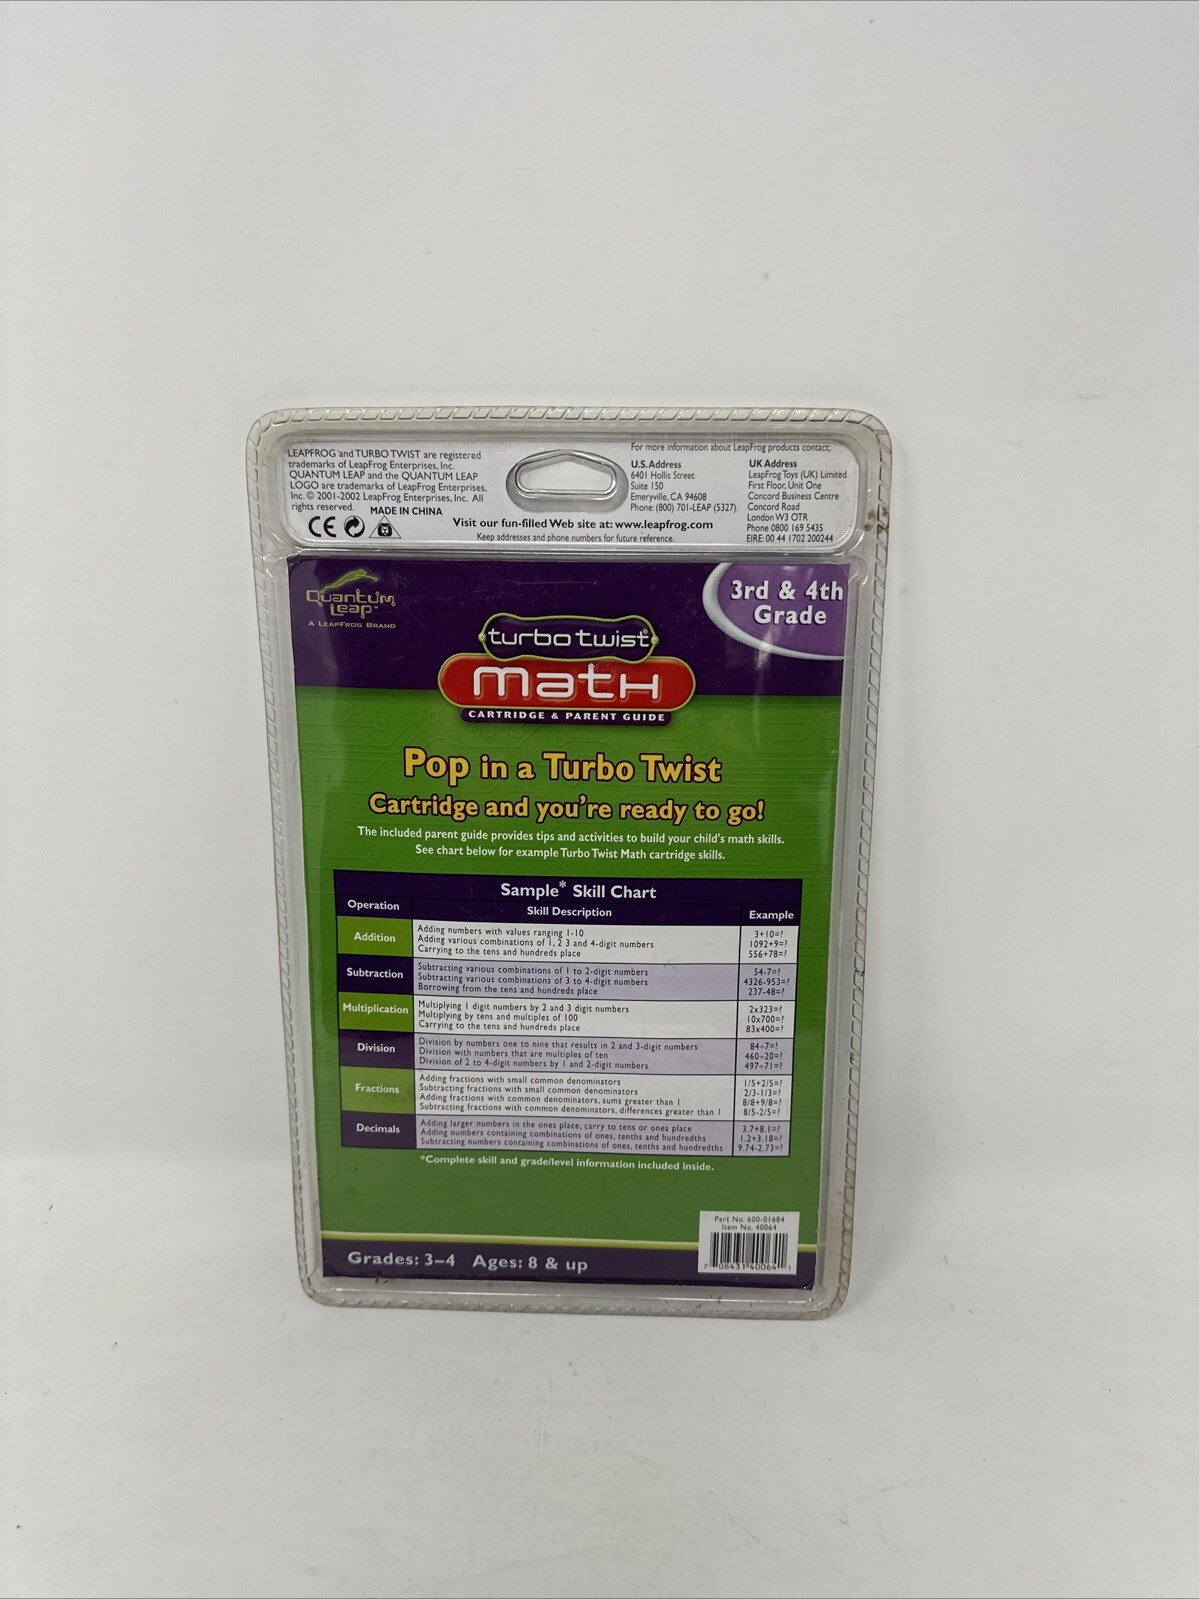 LEAPFROG and TURBO TWIST are registered
trademarks of LeapFrog Enterprises, Inc.
QUANTUM LEAP and the QUANTUM LEAP
LOGO are trademarks of LeapFrog Enterprises,
Inc. © 2001-2002 LeapFrog Enterprises, Inc. All
rights reserved.
MADE IN CHINA
CE
Visit our fun-filled Web site at: www.leapfrog.com
Keep addresses and phone numbers for future reference.
For more information about LeapFrog products contact:
U.S. Address
6401 Hollis Street
Suite 150
Emeryville, CA 94608
Phone: (800) 701-LEAP (5327).
UK Address
LeapFrog Toys (UK) Limited
First Floor, Unit One
Concord Business Centre
Concord Road
London W3 OTR
Phone 0800 169 5435
EIRE: 00 44 1702 200244
Quantum
Leap™
A LEAPFROG BRAND
3rd & 4th
Grade
turbo twist®
math
CARTRIDGE & PARENT GUIDE
Pop in a Turbo Twist
Cartridge and you're ready to go!
The included parent guide provides tips and activities to build your child's math skills.
See chart below for example Turbo Twist Math cartridge skills.
Sample* Skill Chart
Operation Skill Description Example
Addition
Adding numbers with values ranging 1-10 3+10=?
Adding various combinations of 1, 2 3 and 4-digit numbers 1092+9=?
Carrying to the tens and hundreds place 556+78=?
Subtraction
Subtracting various combinations of 1 to 2-digit numbers 54-7=?
Subtracting various combinations of 3 to 4-digit numbers 4326-953=?
Borrowing from the tens and hundreds place 237-48=?
Multiplication
Multiplying 1 digit numbers by 2 and 3 digit numbers 2x323=?
Multiplying by tens and multiples of 100 10x700=?
Carrying to the tens and hundreds place 83x400=?
Division
Division by numbers one to nine that results in 2 and 3-digit numbers 84÷7=?
Division with numbers that are multiples of ten 460÷20=?
Division of 2 to 4-digit numbers by 1 and 2-digit numbers 497÷71=?
Fractions
Adding fractions with small common denominators 1/5+2/5=?
Subtracting fractions with small common denominators 2/3-1/3=?
Adding fractions with common denominators, sums greater than 1 8/8+9/8=?
Subtracting fractions with common denominators, differences greater than 1 8/5-2/5=?
Decimals
Adding larger numbers in the ones place, carry to tens or ones place 3.7+8.1=?
Adding numbers containing combinations of ones, tenths and hundredths 1.2+3.18=?
Subtracting numbers containing combinations of ones, tenths and hundredths 9.74-2.73=?
*Complete skill and grade/level information included inside.
Part No. 600-01684
Item No. 40064
7 08431 40064 1
Grades: 3–4 Ages: 8 & up